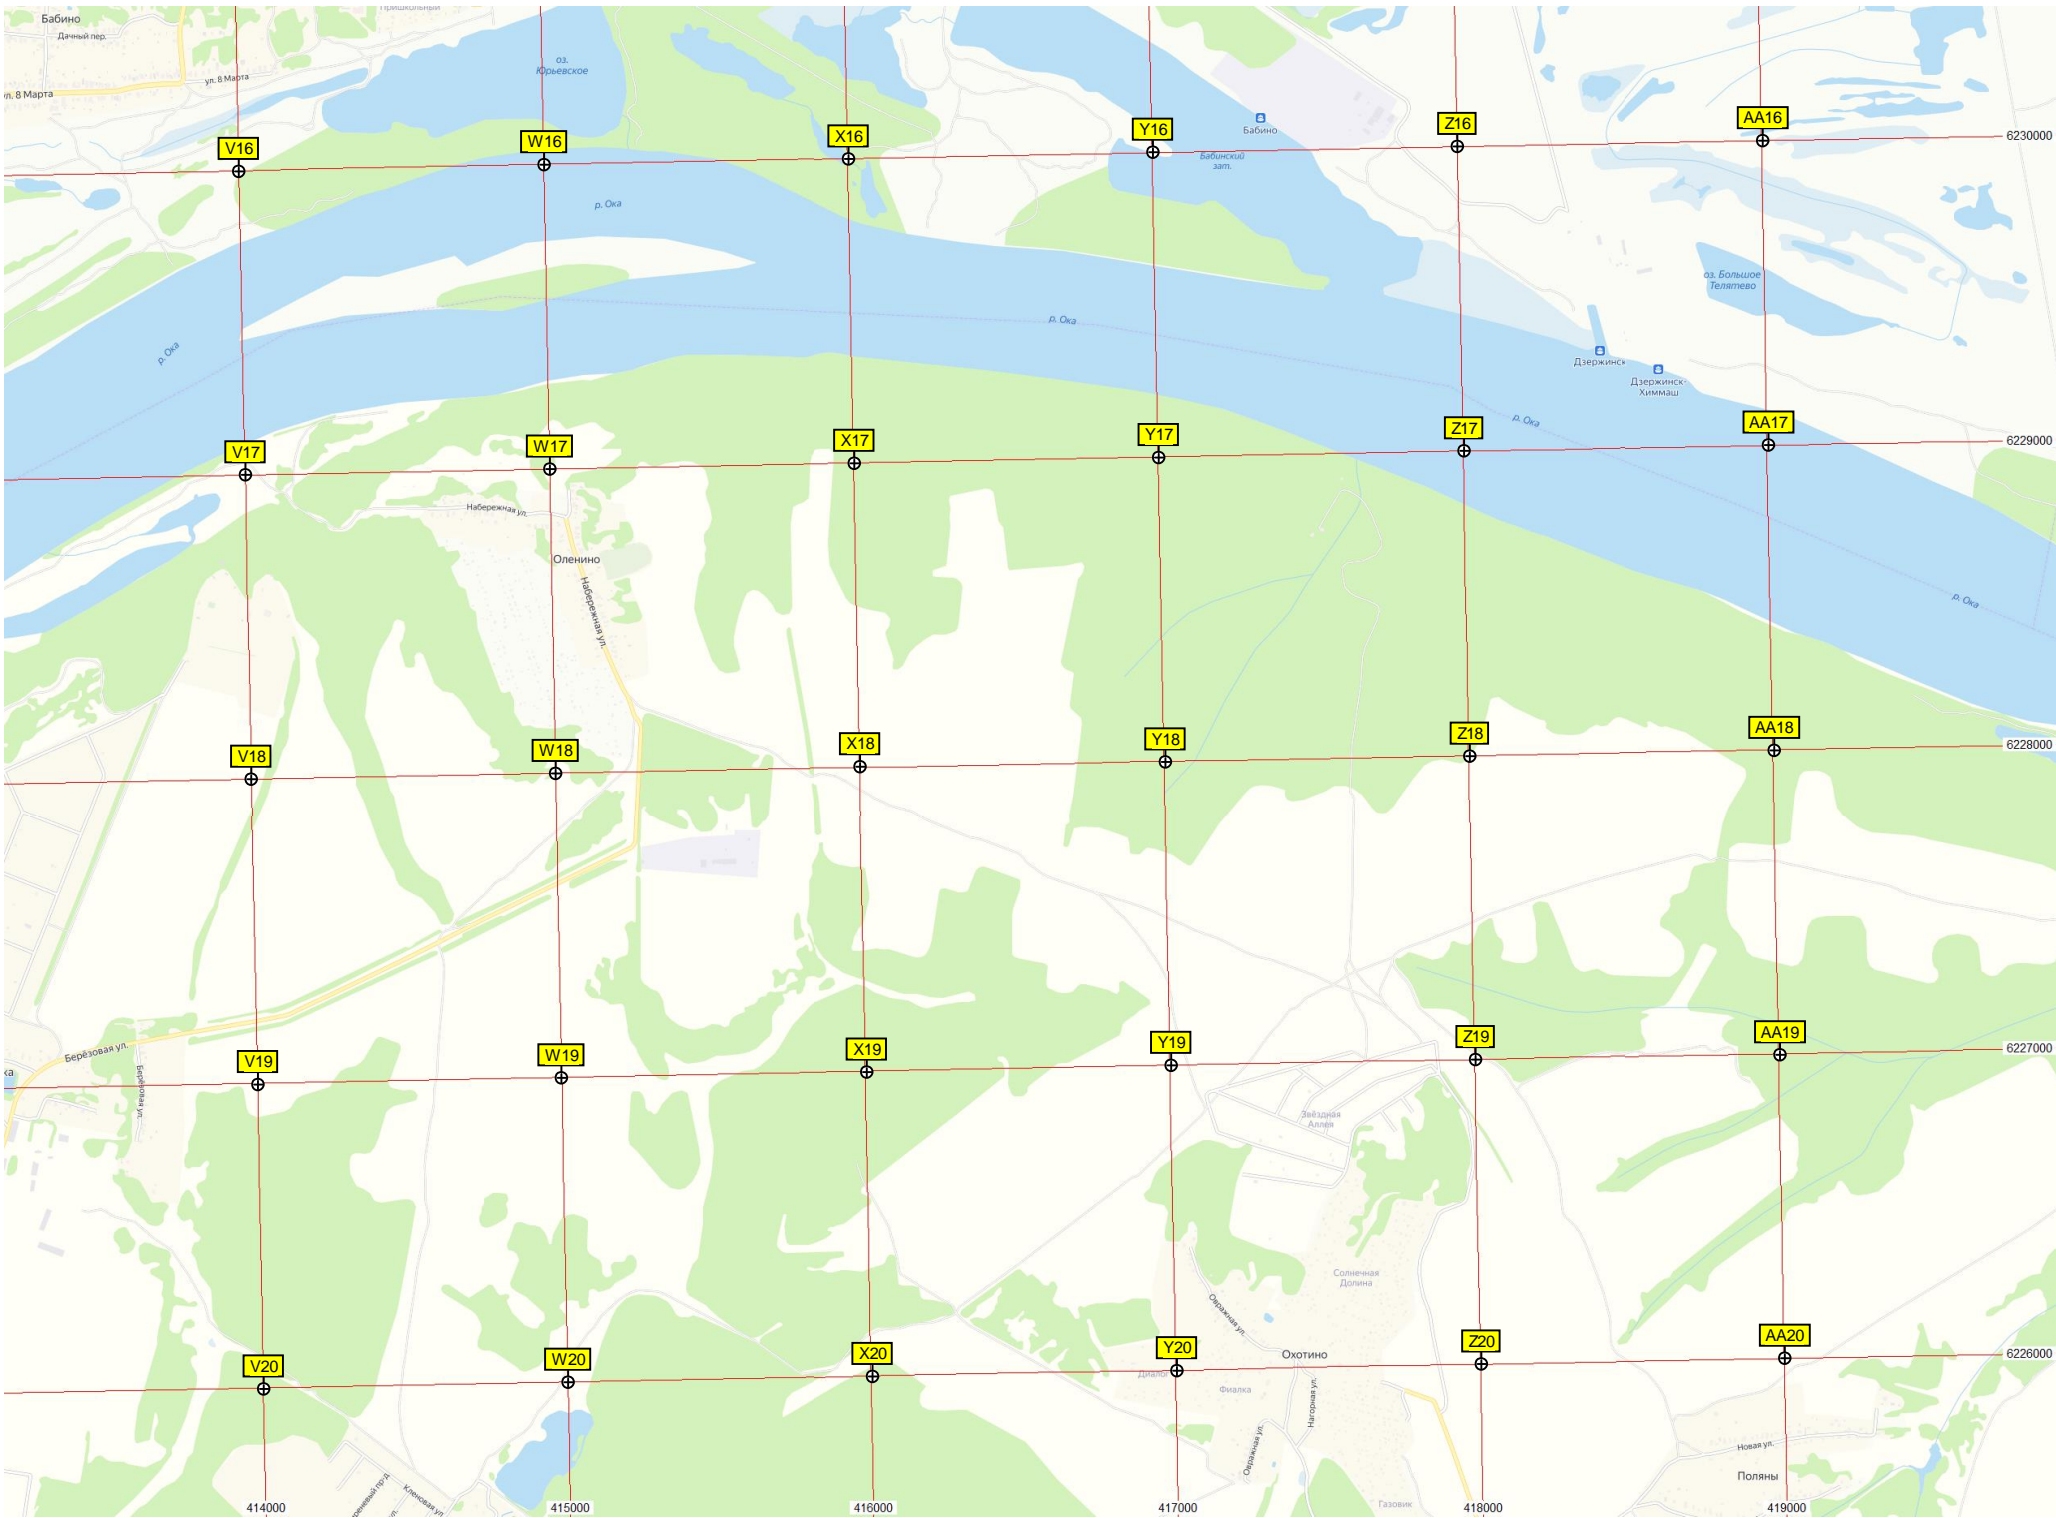 Бабино
Дачный пер.
Пришкольный
ул. 8 Марта
ул. 8 Марта
оз.
Юрьевское
Бабино
Бабинский
зат.
V16
W16
X16
Y16
Z16
AA16
6230000
р. Ока
оз. Большое
Телятево
р. Ока
р. Ока
Дзержинск
Дзержинск-
Химмаш
р. Ока
V17
W17
X17
Y17
Z17
AA17
6229000
Набережная ул.
Оленино
Набережная ул.
р. Ока
V18
W18
X18
Y18
Z18
AA18
6228000
Берёзовая ул.
ка
Берёзовая ул.
V19
W19
X19
Y19
Z19
AA19
6227000
Звёздная
Аллея
Солнечная
Долина
Овражная ул.
Охотино
V20
W20
X20
Y20
Z20
AA20
6226000
Диалог
Фиалка
Нагорная ул.
Овражная ул.
Газовик
Новая ул.
Поляны
Кленовая ул.
414000
415000
416000
417000
418000
419000